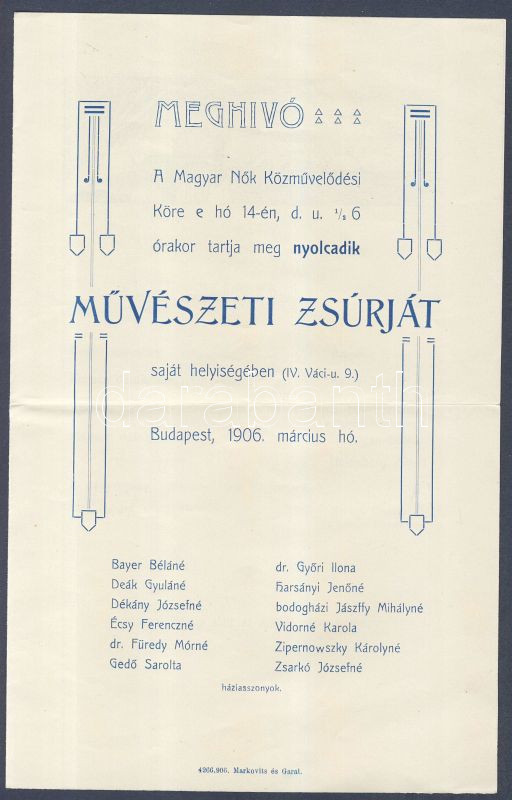 MEGHIVÓ
A Magyar Nők Közművelődési
Köre e hó 14-én, d. u. ½ 6
órakor tartja meg nyolcadik
MŰVÉSZETI ZSÚRJÁT
saját helyiségében (IV. Váci-u. 9.)
darabanth
Budapest, 1906. március hó.
Bayer Béláné
Deák Gyuláné
Dékány Józsefné
Écsy Ferenczné
dr. Füredy Mórné
Gedő Sarolta
dr. Győri Ilona
Harsányi Jenőné
bodogházi Jászffy Mihályné
Vidorné Karola
Zipernowszky Károlyné
Zsarkó Józsefné
háziasszonyok.
4266.906. Markovits és Garai.